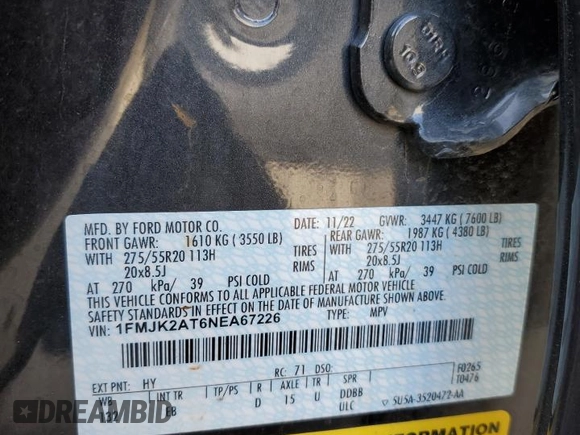 01RH
10.9
MFD. BY FORD MOTOR CO. 11/22 GVWR: 3447 KG (7600 LB)
FRONT GAWR: 1610 KG (3550 LB) REAR GAWR: 1987 KG (4380 LB)
WITH 275/55R20 113H TIRES WITH 275/55R20 113H TIRES
20x8.5J RIMS 20x8.5J RIMS
AT 270 kPa/ 39 PSI COLD AT 270 kPa/ 39 PSI COLD
THIS VEHICLE CONFORMS TO ALL APPLICABLE FEDERAL MOTOR VEHICLE
SAFETY STANDARDS IN EFFECT ON THE DATE OF MANUFACTURE SHOWN ABOVE.
VIN: 1FMJK2AT6NEA67226 TYPE: MPV
EXT PNT: HY RC: 71 DSO: F0265
WB INT TR TP/PS R AXLE TR SPR T0476
132 EB D 15 U DDBB
ULC 5U5A-3520472-AA
INFORMATION
DREAMBID